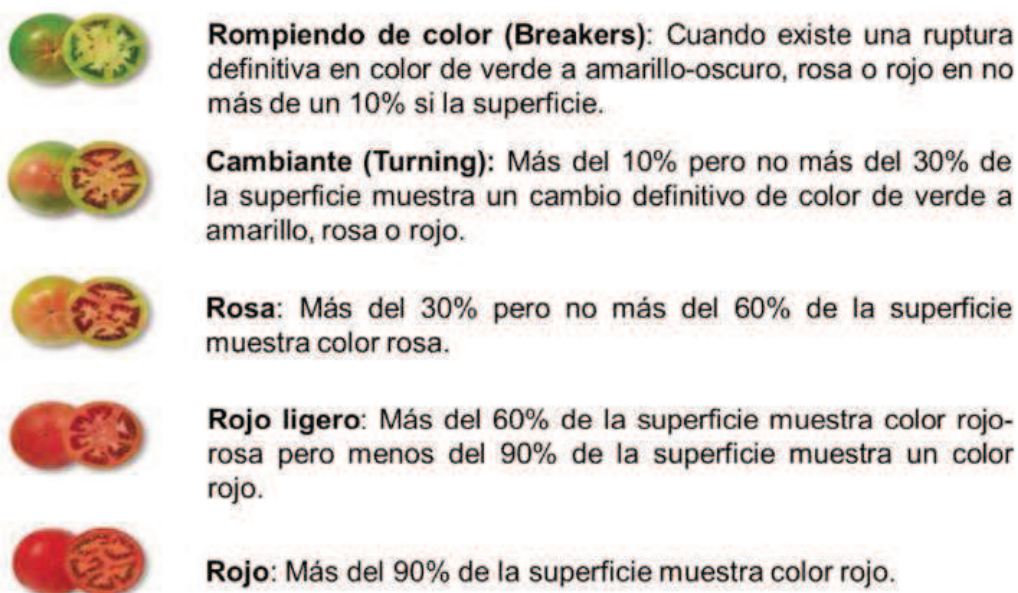 Rompiendo de color (Breakers): Cuando existe una ruptura
definitiva en color de verde a amarillo-oscuro, rosa o rojo en no
más de un 10% si la superficie.
Cambiante (Turning): Más del 10% pero no más del 30% de
la superficie muestra un cambio definitivo de color de verde a
amarillo, rosa o rojo.
Rosa: Más del 30% pero no más del 60% de la superficie
muestra color rosa.
Rojo ligero: Más del 60% de la superficie muestra color rojo-
rosa pero menos del 90% de la superficie muestra un color
rojo.
Rojo: Más del 90% de la superficie muestra color rojo.